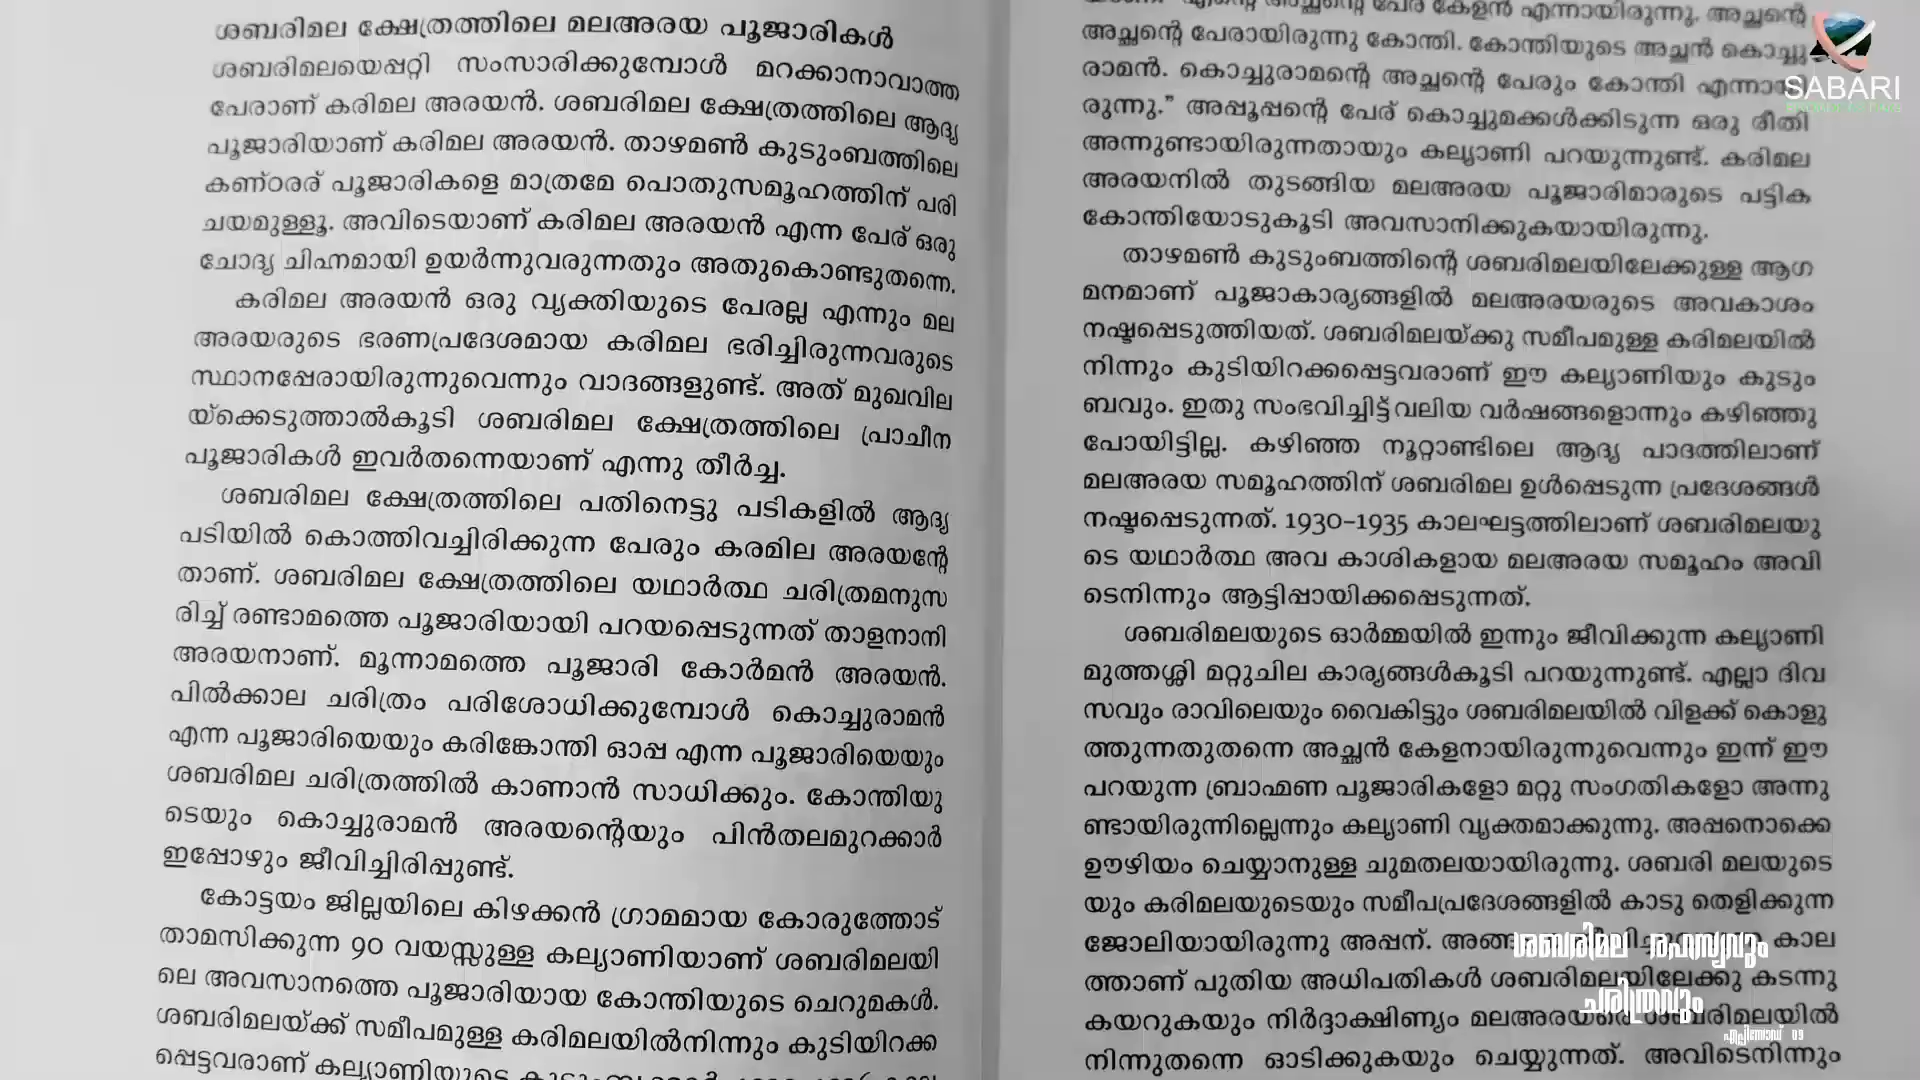 ശബരിമല ക്ഷേത്രത്തിലെ മലഅരയ പൂജാരികൾ
ശബരിമലയെപ്പറ്റി സംസാരിക്കുമ്പോൾ മറക്കാനാവാത്ത
പേരാണ് കരിമല അരയൻ. ശബരിമല ക്ഷേത്രത്തിലെ ആദ്യ
പൂജാരിയാണ് കരിമല അരയൻ. താഴമൺ കുടുംബത്തിലെ
കണ്ഠരര് പൂജാരികളെ മാത്രമേ പൊതുസമൂഹത്തിന് പരി
ചയമുള്ളൂ. അവിടെയാണ് കരിമല അരയൻ എന്ന പേര് ഒരു
ചോദ്യ ചിഹ്നമായി ഉയർന്നുവരുന്നതും അതുകൊണ്ടുതന്നെ.
കരിമല അരയൻ ഒരു വ്യക്തിയുടെ പേരല്ല എന്നും മല
അരയരുടെ ഭരണപ്രദേശമായ കരിമല ഭരിച്ചിരുന്നവരുടെ
സ്ഥാനപ്പേരായിരുന്നുവെന്നും വാദങ്ങളുണ്ട്. അത് മുഖവില
യ്ക്കെടുത്താൽകൂടി ശബരിമല ക്ഷേത്രത്തിലെ പ്രാചീന
പൂജാരികൾ ഇവർതന്നെയാണ് എന്നു തീർച്ച.
ശബരിമല ക്ഷേത്രത്തിലെ പതിനെട്ടു പടികളിൽ ആദ്യ
പടിയിൽ കൊത്തിവച്ചിരിക്കുന്ന പേരും കരമില അരയന്റേ
താണ്. ശബരിമല ക്ഷേത്രത്തിലെ യഥാർത്ഥ ചരിത്രമനുസ
രിച്ച് രണ്ടാമത്തെ പൂജാരിയായി പറയപ്പെടുന്നത് താളനാനി
അരയനാണ്. മൂന്നാമത്തെ പൂജാരി കോർമൻ അരയൻ.
പിൽക്കാല ചരിത്രം പരിശോധിക്കുമ്പോൾ കൊച്ചുരാമൻ
എന്ന പൂജാരിയെയും കരിങ്കോന്തി ഓപ്പ എന്ന പൂജാരിയെയും
ശബരിമല ചരിത്രത്തിൽ കാണാൻ സാധിക്കും. കോന്തിയു
ടെയും കൊച്ചുരാമൻ അരയന്റെയും പിൻതലമുറക്കാർ
ഇപ്പോഴും ജീവിച്ചിരിപ്പുണ്ട്.
കോട്ടയം ജില്ലയിലെ കിഴക്കൻ ഗ്രാമമായ കോരുത്തോട്
താമസിക്കുന്ന 90 വയസ്സുള്ള കല്യാണിയാണ് ശബരിമലയി
ലെ അവസാനത്തെ പൂജാരിയായ കോന്തിയുടെ ചെറുമകൾ.
ശബരിമലയ്ക്ക് സമീപമുള്ള കരിമലയിൽനിന്നും കുടിയിറക്ക
പ്പെട്ടവരാണ് കല്യാണിയുടെ
കേളൻ എന്നായിരുന്നു. അച്ഛന്റെ
അച്ഛന്റെ പേരായിരുന്നു കോന്തി. കോന്തിയുടെ അച്ഛൻ കൊച്ചു
രാമൻ. കൊച്ചുരാമന്റെ അച്ഛന്റെ പേരും കോന്തി
രുന്നു.” അപ്പൂപ്പന്റെ പേര് കൊച്ചുമക്കൾക്കിടുന്ന ഒരു രീതി
അന്നുണ്ടായിരുന്നതായും കല്യാണി പറയുന്നുണ്ട്. കരിമല
അരയനിൽ തുടങ്ങിയ മലഅരയ പൂജാരിമാരുടെ പട്ടിക
കോന്തിയോടുകൂടി അവസാനിക്കുകയായിരുന്നു.
താഴമൺ കുടുംബത്തിന്റെ ശബരിമലയിലേക്കുള്ള ആഗ
മനമാണ് പൂജാകാര്യങ്ങളിൽ മലഅരയരുടെ അവകാശം
നഷ്ടപ്പെടുത്തിയത്. ശബരിമലയ്ക്കു സമീപമുള്ള കരിമലയിൽ
നിന്നും കുടിയിറക്കപ്പെട്ടവരാണ് ഈ കല്യാണിയും കുടും
ബവും. ഇതു സംഭവിച്ചിട്ട് വലിയ വർഷങ്ങളൊന്നും കഴിഞ്ഞു
പോയിട്ടില്ല. കഴിഞ്ഞ നൂറ്റാണ്ടിലെ ആദ്യ പാദത്തിലാണ്
മലഅരയ സമൂഹത്തിന് ശബരിമല ഉൾപ്പെടുന്ന പ്രദേശങ്ങൾ
നഷ്ടപ്പെടുന്നത്. 1930-1935 കാലഘട്ടത്തിലാണ് ശബരിമലയു
ടെ യഥാർത്ഥ അവ കാശികളായ മലഅരയ സമൂഹം അവി
ടെനിന്നും ആട്ടിപ്പായിക്കപ്പെടുന്നത്.
ശബരിമലയുടെ ഓർമ്മയിൽ ഇന്നും ജീവിക്കുന്ന കല്യാണി
മുത്തശ്ശി മറ്റുചില കാര്യങ്ങൾകൂടി പറയുന്നുണ്ട്. എല്ലാ ദിവ
സവും രാവിലെയും വൈകിട്ടും ശബരിമലയിൽ വിളക്ക് കൊളു
ത്തുന്നതുതന്നെ അച്ഛൻ കേളനായിരുന്നുവെന്നും ഇന്ന് ഈ
പറയുന്ന ബ്രാഹ്മണ പൂജാരികളോ മറ്റു സംഗതികളോ അന്നു
ണ്ടായിരുന്നില്ലെന്നും കല്യാണി വ്യക്തമാക്കുന്നു. അപ്പനൊക്കെ
ഊഴിയം ചെയ്യാനുള്ള ചുമതലയായിരുന്നു. ശബരി മലയുടെ
യും കരിമലയുടെയും സമീപപ്രദേശങ്ങളിൽ കാടു തെളിക്കുന്ന
ജോലിയായിരുന്നു അപ്പന്. കാല
ത്താണ് പുതിയ അധിപതികൾ ശബരിമലയിലേക്കു കടന്നു
കയറുകയും നിർദ്ദാക്ഷിണ്യം മലഅരയരെ ശബരിമലയിൽ
നിന്നുതന്നെ ഓടിക്കുകയും ചെയ്യുന്നത്. അവിടെനിന്നും
SABARI
ശബരിമല രഹസ്യവും
ചരിത്രവും
എപ്പിസോഡ് 09